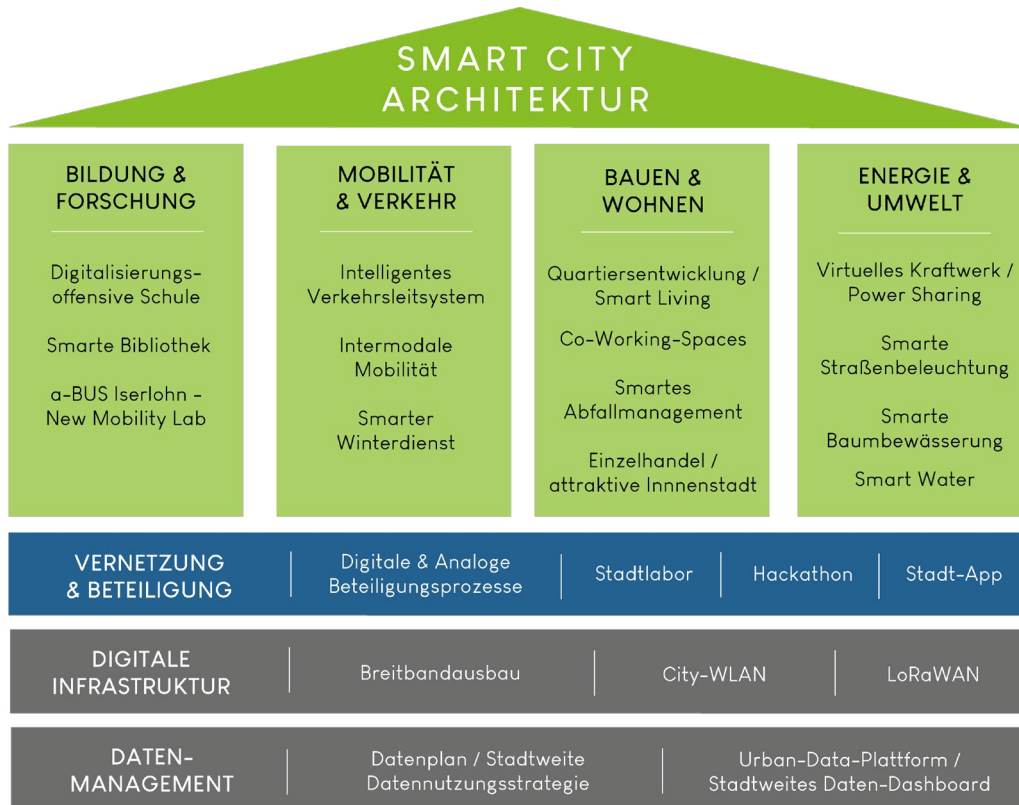 SMART CITY
ARCHITEKTUR
BILDUNG &
FORSCHUNG
Digitalisierungs-
offensive Schule
Smarte Bibliothek
a-BUS Iserlohn –
New Mobility Lab
MOBILITÄT
& VERKEHR
Intelligentes
Verkehrsleitsystem
Intermodale
Mobilität
Smarter
Winterdienst
BAUEN &
WOHNEN
Quartiersentwicklung /
Smart Living
Co-Working-Spaces
Smartes
Abfallmanagement
Einzelhandel /
attraktive Innnenstadt
ENERGIE &
UMWELT
Virtuelles Kraftwerk /
Power Sharing
Smarte
Straßenbeleuchtung
Smarte
Baumbewässerung
Smart Water
VERNETZUNG
& BETEILIGUNG
Digitale & Analoge
Beteiligungsprozesse
Stadtlabor
Hackathon
Stadt-App
DIGITALE
INFRASTRUKTUR
Breitbandausbau
City-WLAN
LoRaWAN
DATEN-
MANAGEMENT
Datenplan / Stadtweite
Datennutzungsstrategie
Urban-Data-Plattform /
Stadtweites Daten-Dashboard